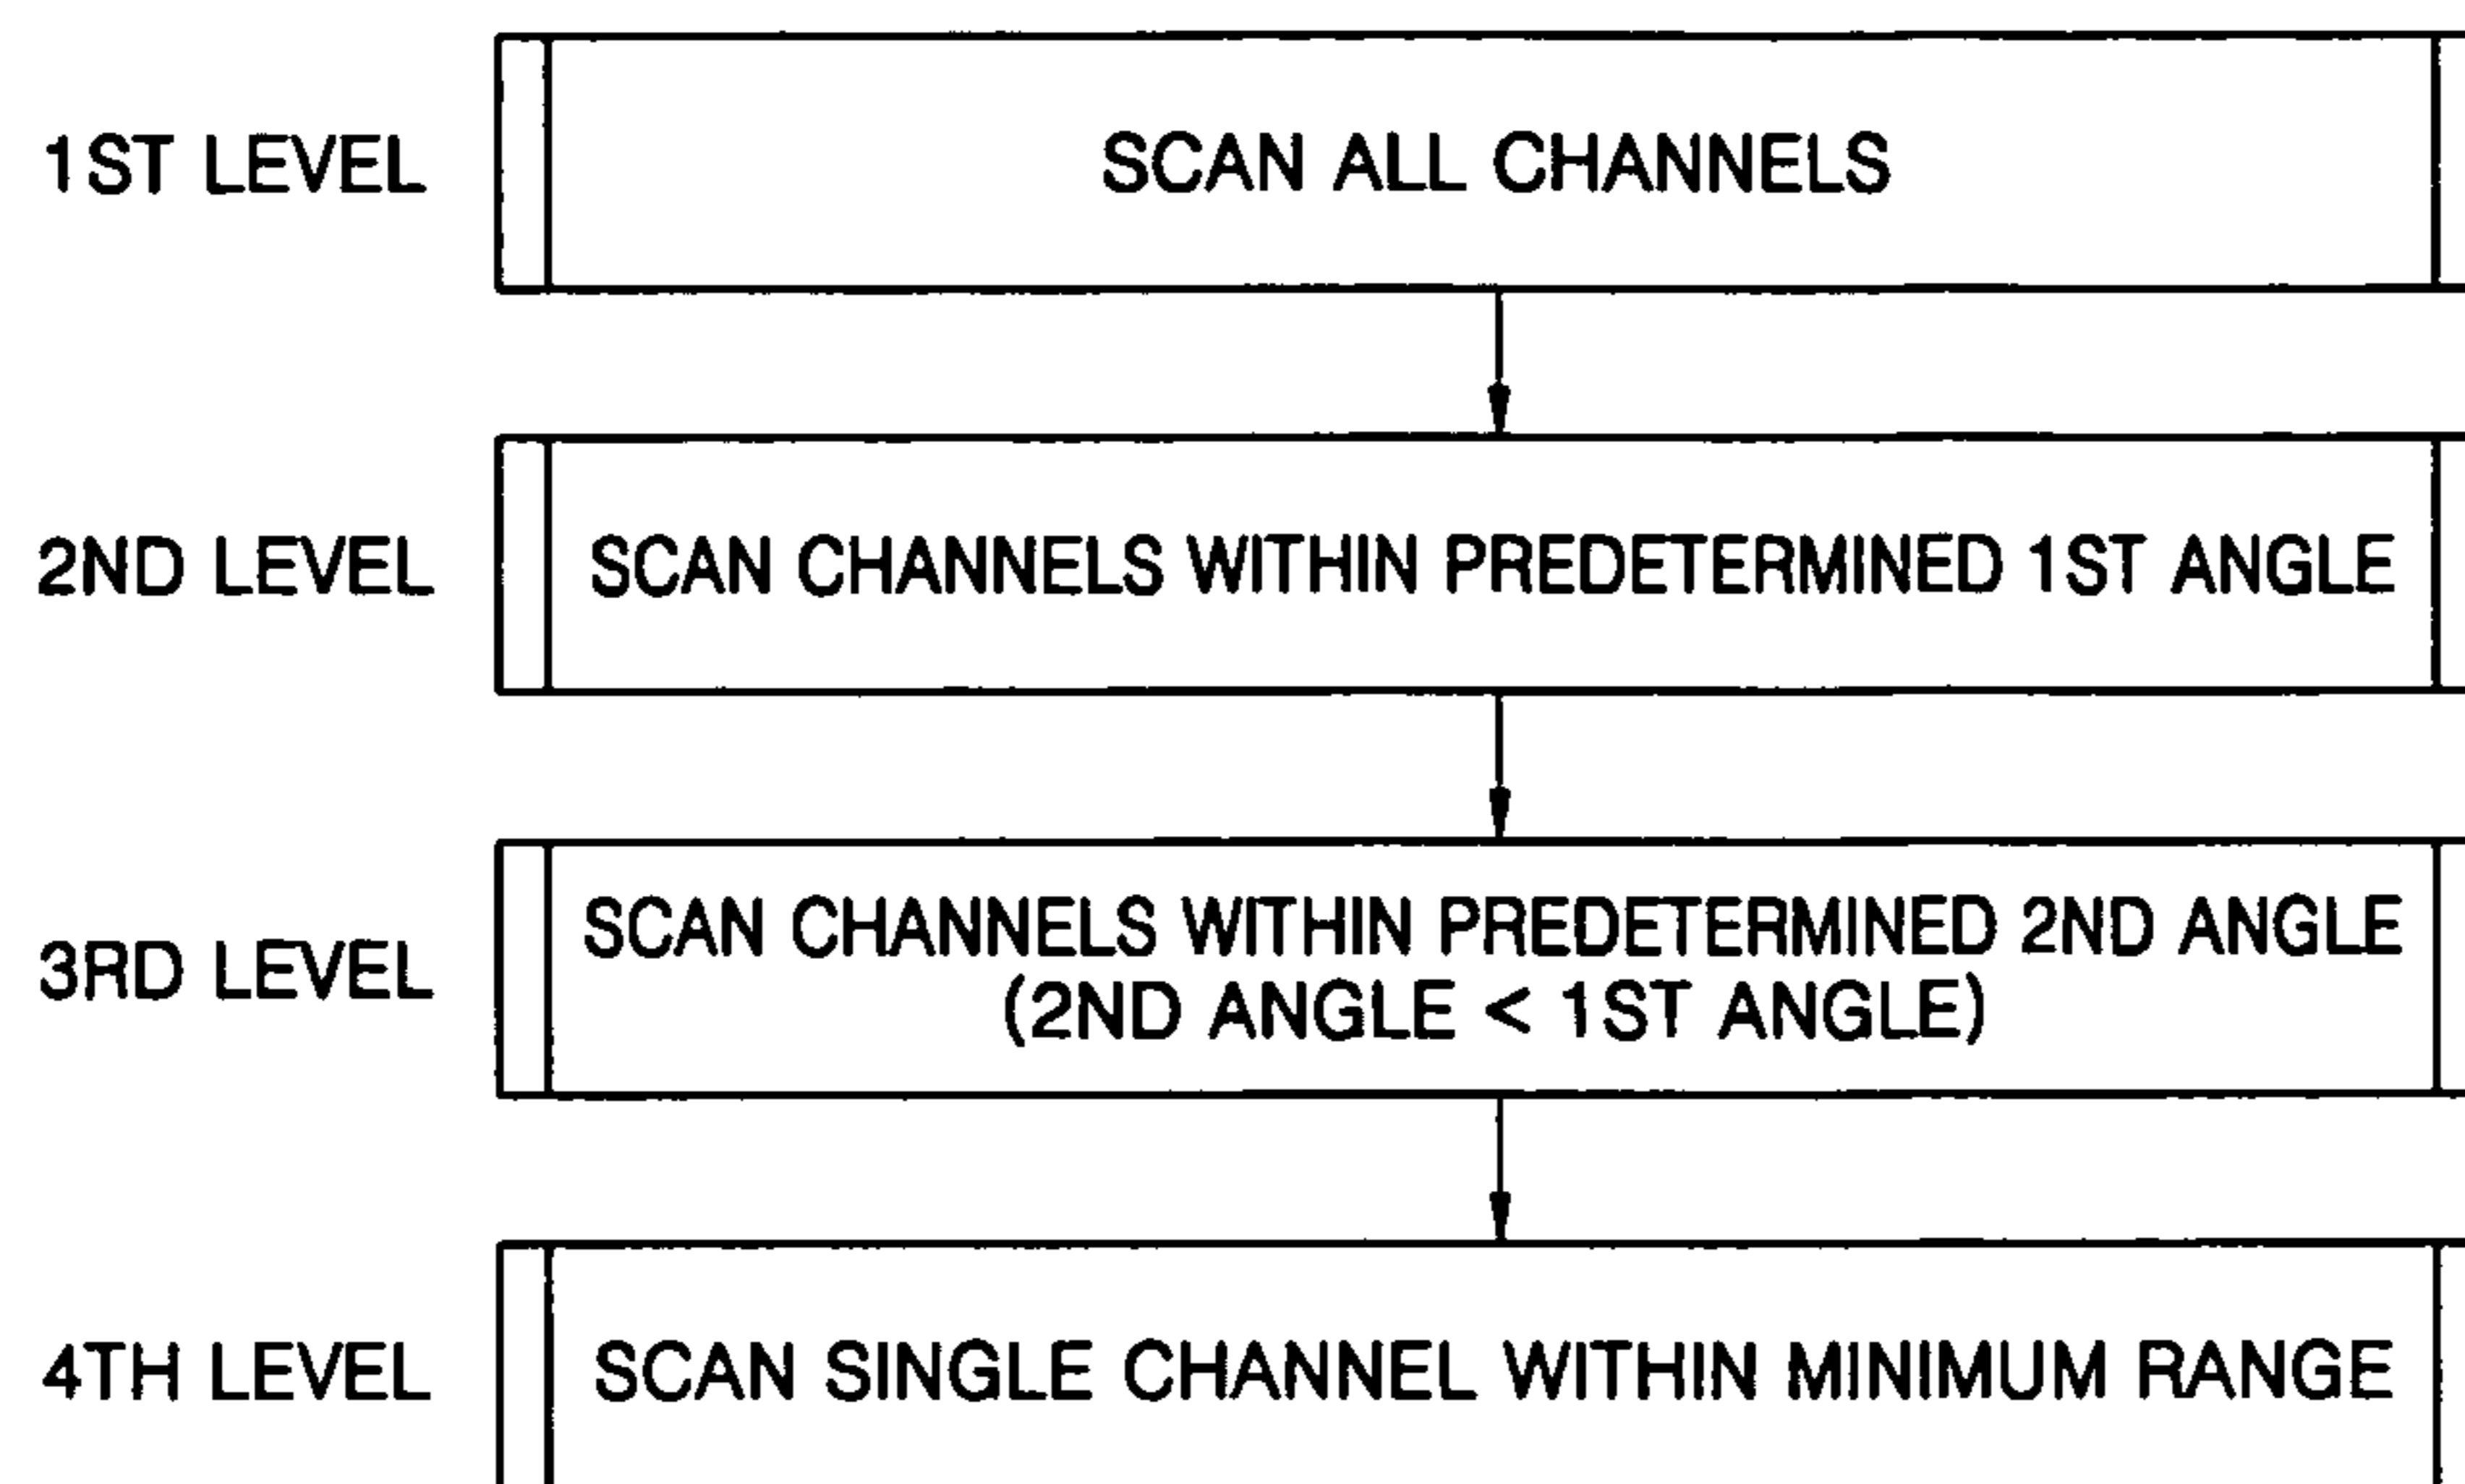 1ST LEVEL
SCAN ALL CHANNELS
2ND LEVEL
SCAN CHANNELS WITHIN PREDETERMINED 1ST ANGLE
3RD LEVEL
SCAN CHANNELS WITHIN PREDETERMINED 2ND ANGLE
(2ND ANGLE < 1ST ANGLE)
4TH LEVEL
SCAN SINGLE CHANNEL WITHIN MINIMUM RANGE